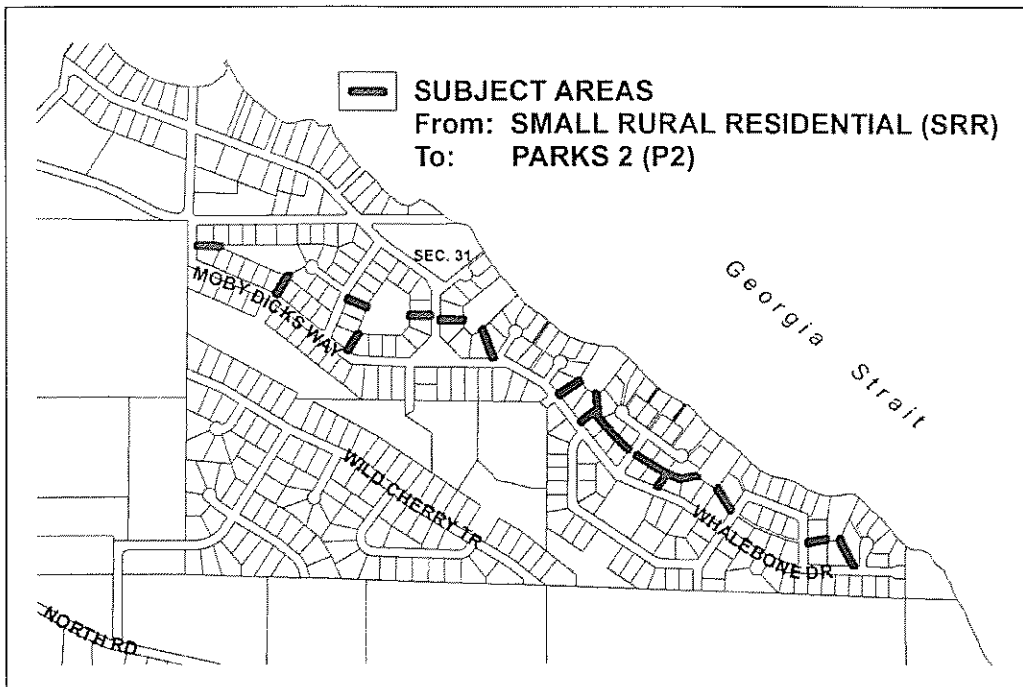 SUBJECT AREAS
From: SMALL RURAL RESIDENTIAL (SRR)
To: PARKS 2 (P2)
SEC. 31
Georgia Strait
MOBY DICKS WAY
WILD CHERRY TR
WHALEBONE DR
NORTH RD